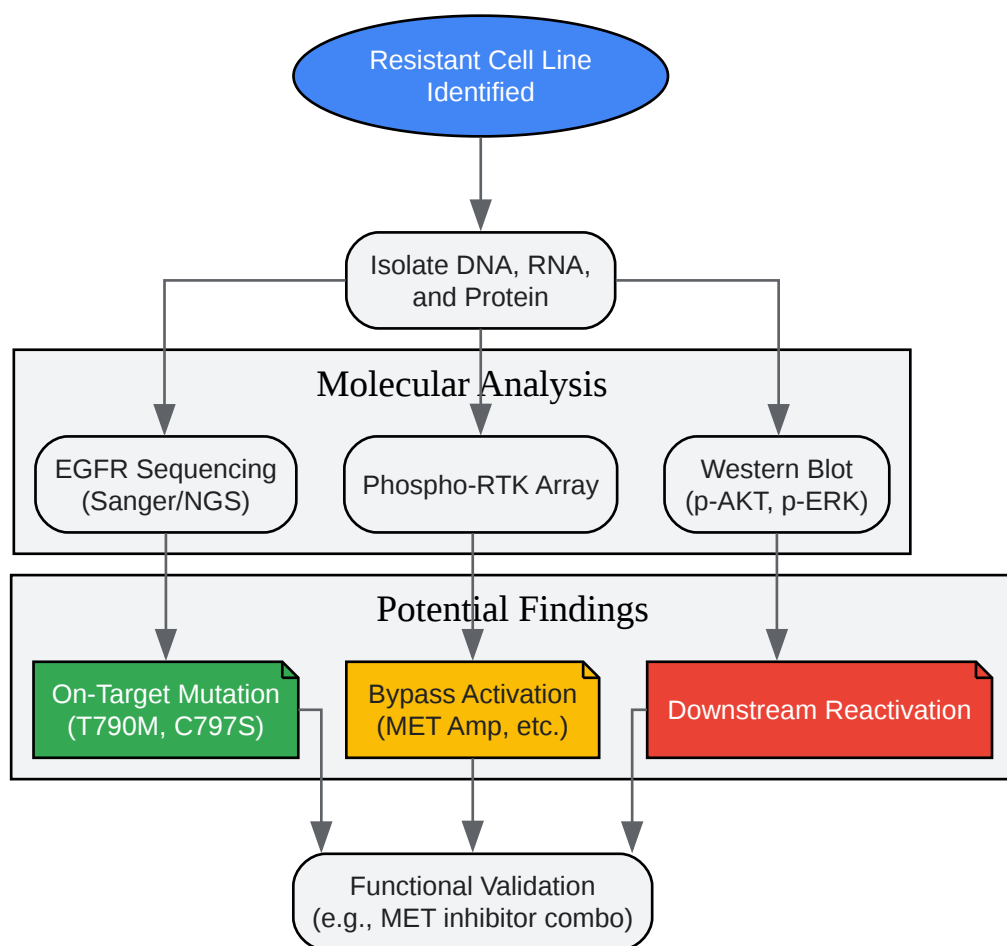 Resistant Cell Line
Identified
Isolate DNA, RNA,
and Protein
Molecular Analysis
EGFR Sequencing
(Sanger/NGS)
Phospho-RTK Array
Western Blot
(p-AKT, p-ERK)
Potential Findings
On-Target Mutation
(T790M, C797S)
Bypass Activation
(MET Amp, etc.)
Downstream Reactivation
Functional Validation
(e.g., MET inhibitor combo)